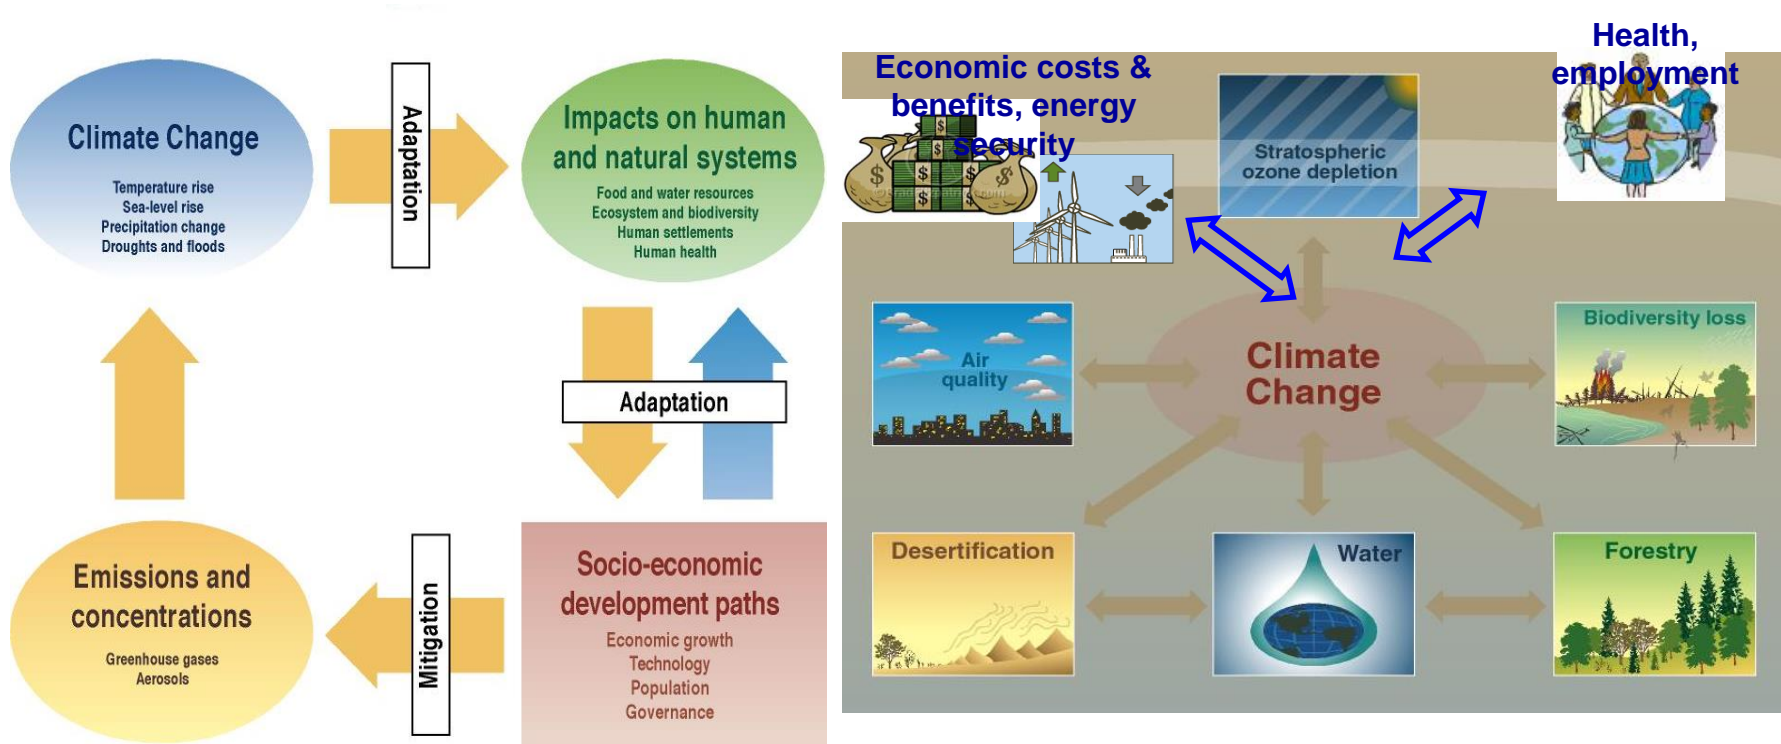 Climate Change
Temperature rise
Sea-level rise
Precipitation change
Droughts and floods
Adaptation
Impacts on human
and natural systems
Food and water resources
Ecosystem and biodiversity
Human settlements
Human health
Adaptation
Emissions and
concentrations
Greenhouse gases
Aerosols
Mitigation
Socio-economic
development paths
Economic growth
Technology
Population
Governance
Economic costs &
benefits, energy
security
$
$
$
$
$
$
$
Stratospheric
ozone depletion
Health,
employment
Air
quality
Climate
Change
Biodiversity loss
Desertification
Water
Forestry